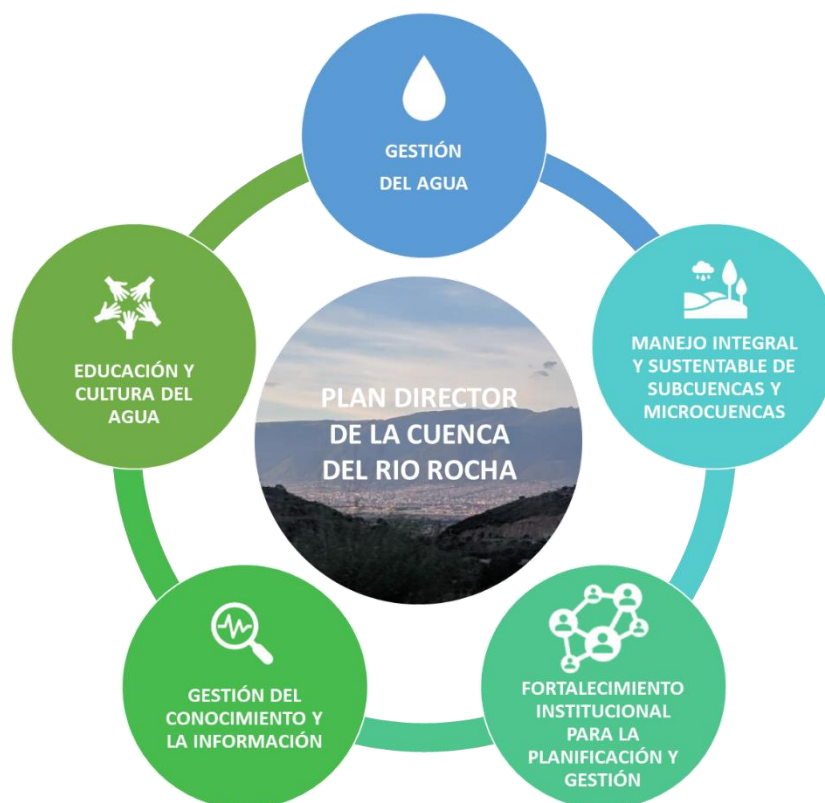 GESTIÓN
DEL AGUA
MANEJO INTEGRAL
Y SUSTENTABLE DE
SUBCUENCAS Y
MICROCUENCAS
FORTALECIMIENTO
INSTITUCIONAL
PARA LA
PLANIFICACIÓN Y
GESTIÓN
GESTIÓN DEL
CONOCIMIENTO Y
LA INFORMACIÓN
EDUCACIÓN Y
CULTURA DEL
AGUA
PLAN DIRECTOR
DE LA CUENCA
DEL RIO ROCHA